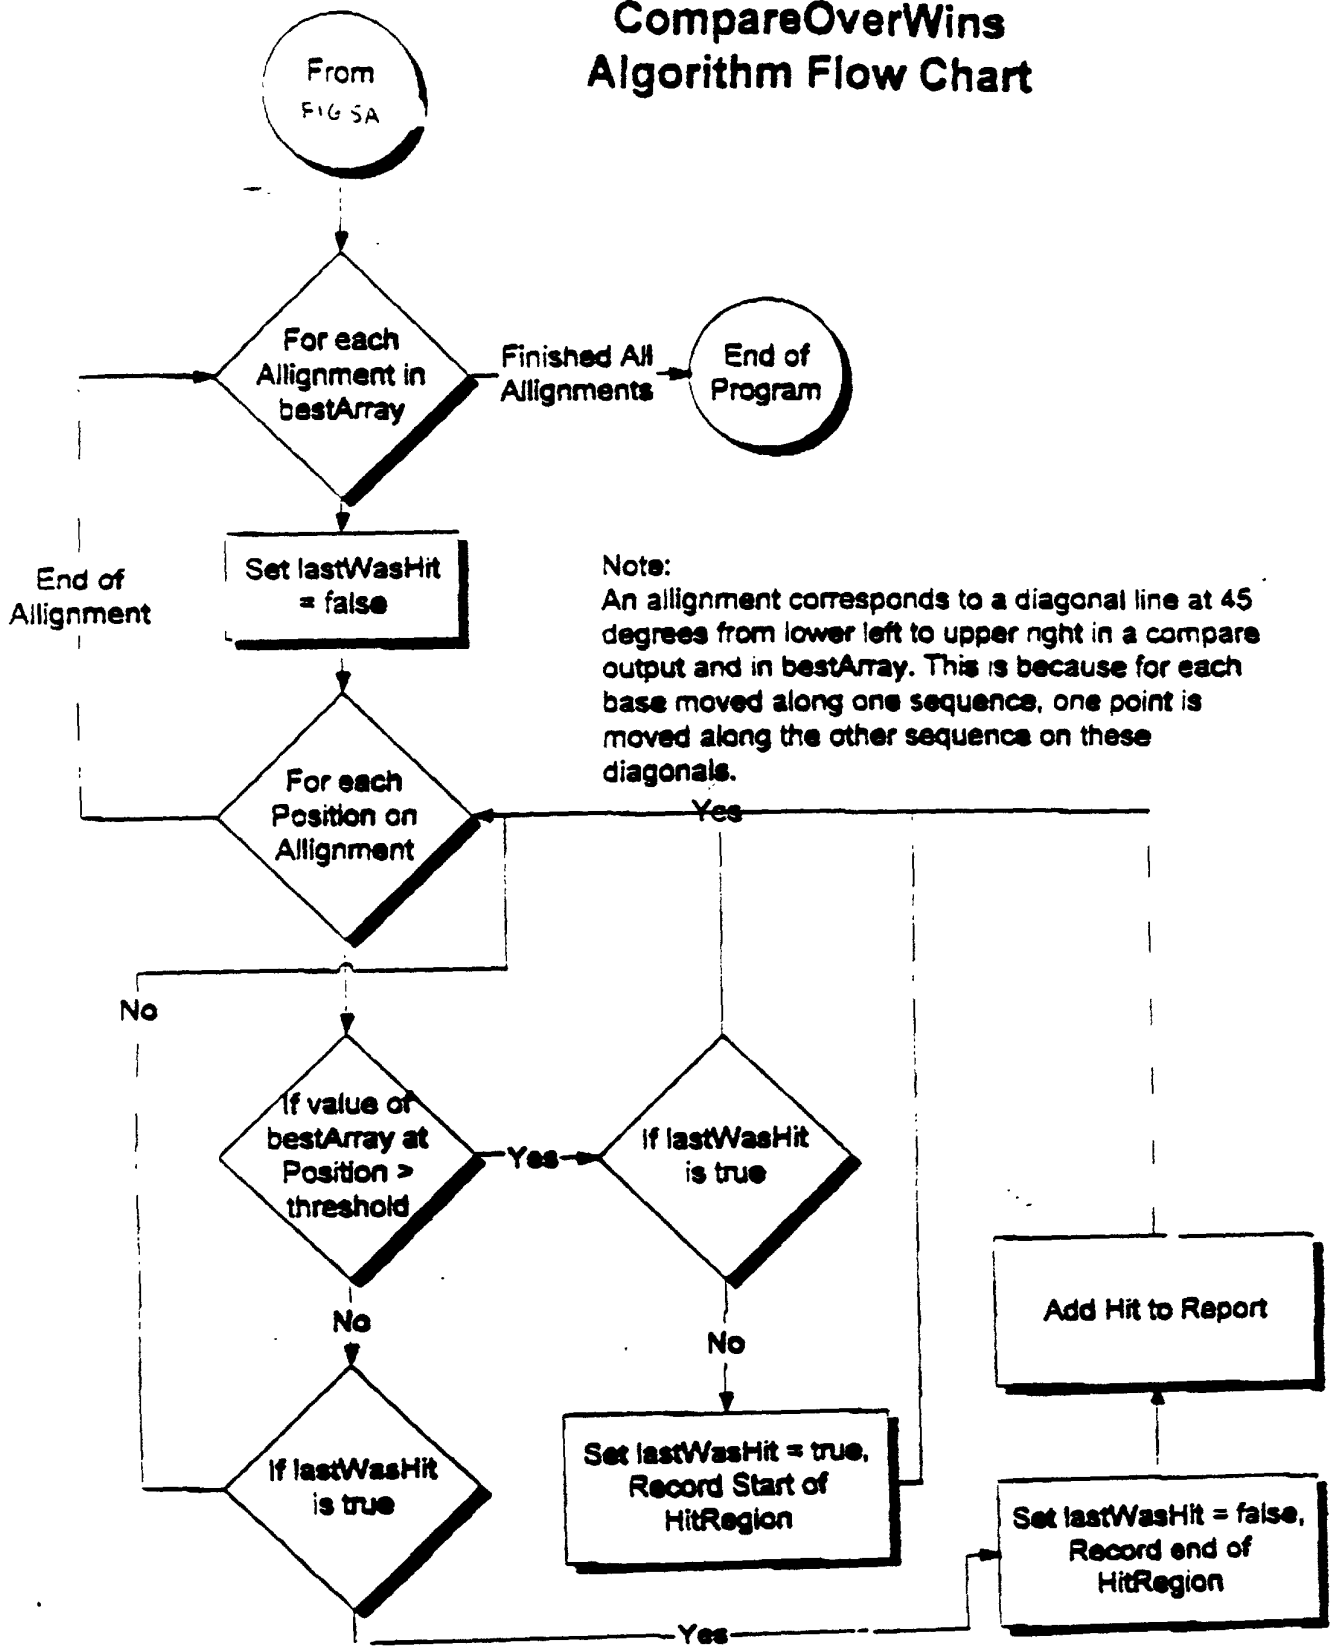 CompareOverWins
Algorithm Flow Chart
From
FIG 5A
For each
Allignment in
bestArray
Finished All
Allignments
End of
Program
Set lastWasHit
= false
End of
Allignment
Note:
An allignment corresponds to a diagonal line at 45
degrees from lower left to upper right in a compare
output and in bestArray. This is because for each
base moved along one sequence, one point is
moved along the other sequence on these
diagonals.
For each
Position on
Allignment
Yes
No
If value of
bestArray at
Position >
threshold
Yes
If lastWasHit
is true
No
No
Add Hit to Report
If lastWasHit
is true
Set lastWasHit = true,
Record Start of
HitRegion
Set lastWasHit = false,
Record end of
HitRegion
Yes